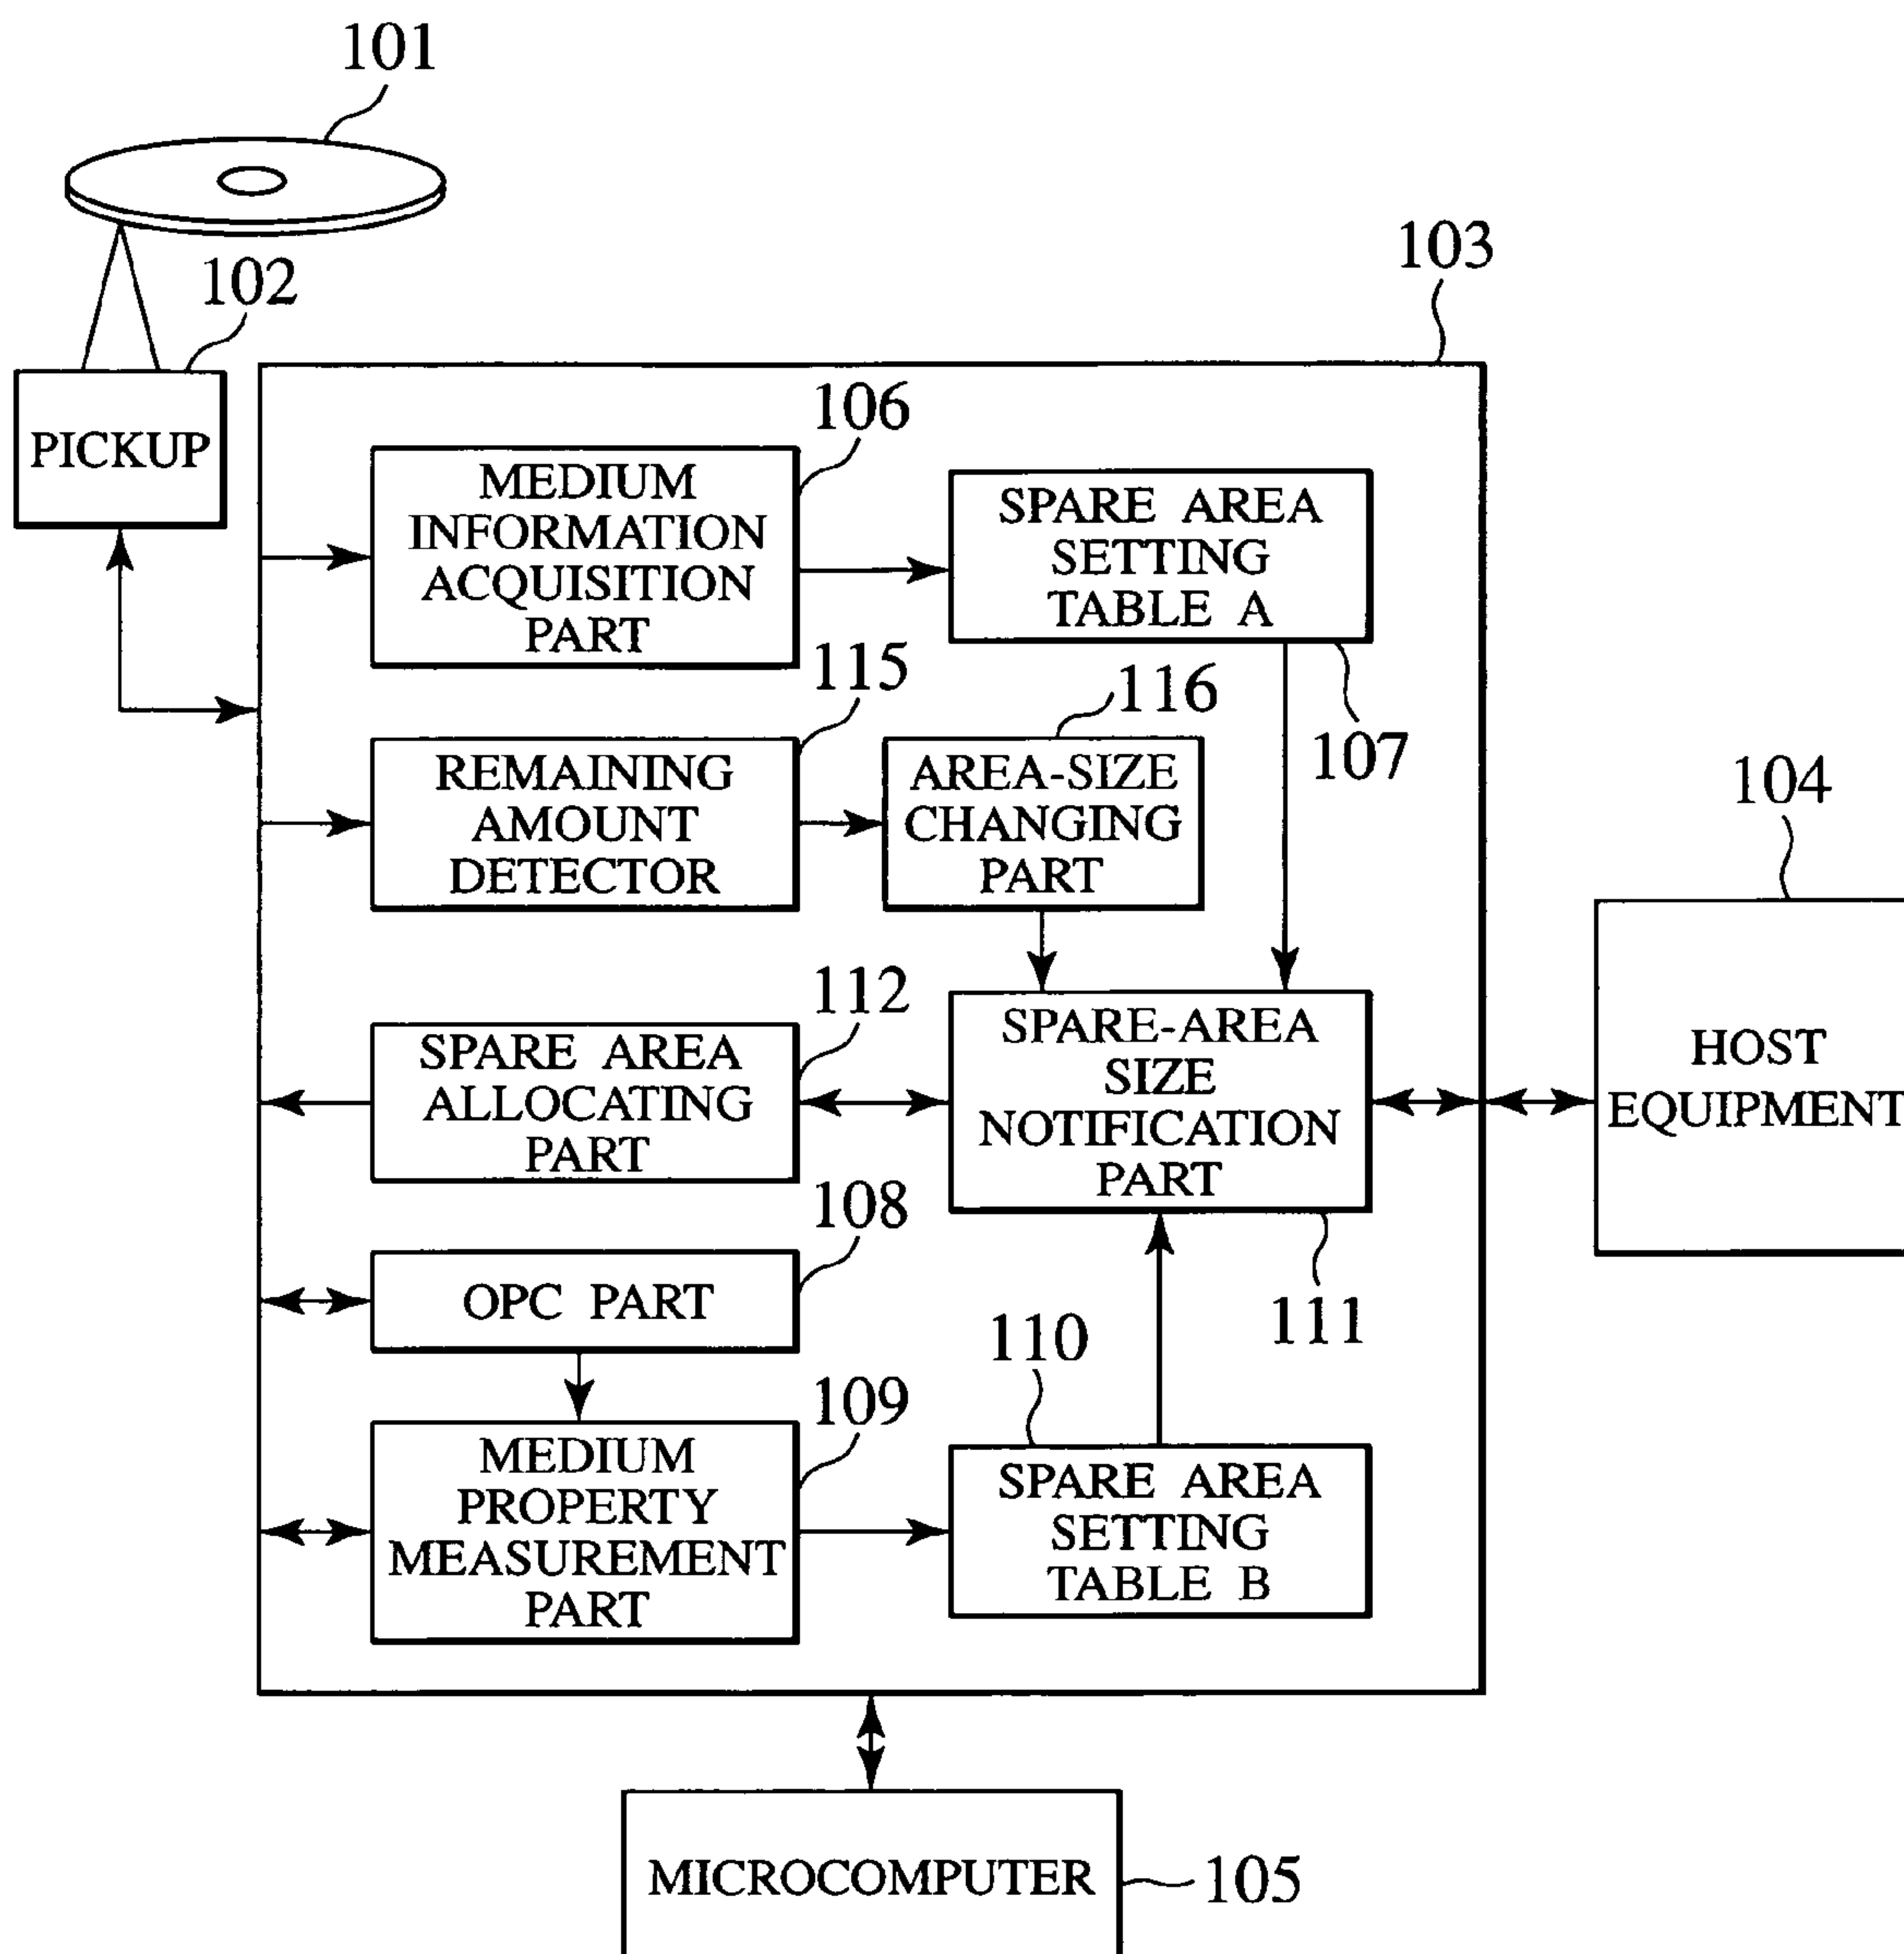 101
102
103
PICKUP
106
MEDIUM
INFORMATION
ACQUISITION
PART
SPARE AREA
SETTING
TABLE A
107
115
REMAINING
AMOUNT
DETECTOR
116
AREA-SIZE
CHANGING
PART
104
HOST
EQUIPMENT
112
SPARE AREA
ALLOCATING
PART
SPARE-AREA
SIZE
NOTIFICATION
PART
111
108
OPC PART
109
MEDIUM
PROPERTY
MEASUREMENT
PART
110
SPARE AREA
SETTING
TABLE B
MICROCOMPUTER
105